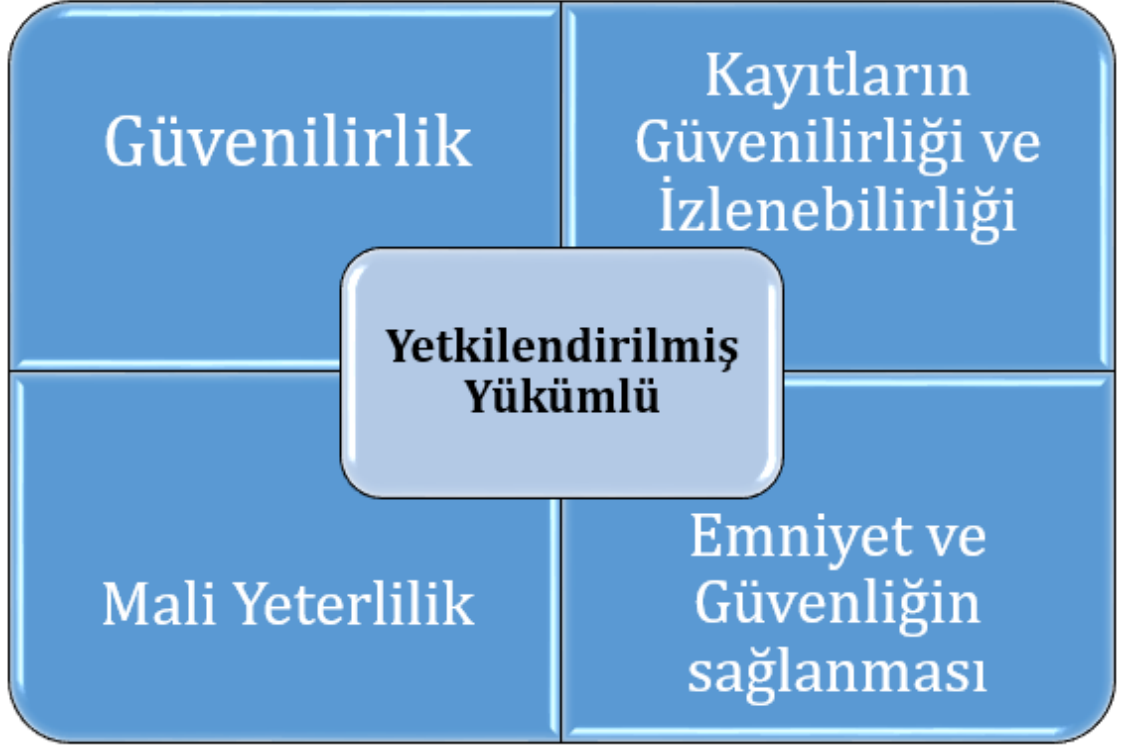 Güvenilirlik
Kayıtların
Güvenilirliği ve
İzlenebilirliği
Yetkilendirilmiş
Yükümlü
Mali Yeterlilik
Emniyet ve
Güvenliğin
sağlanması